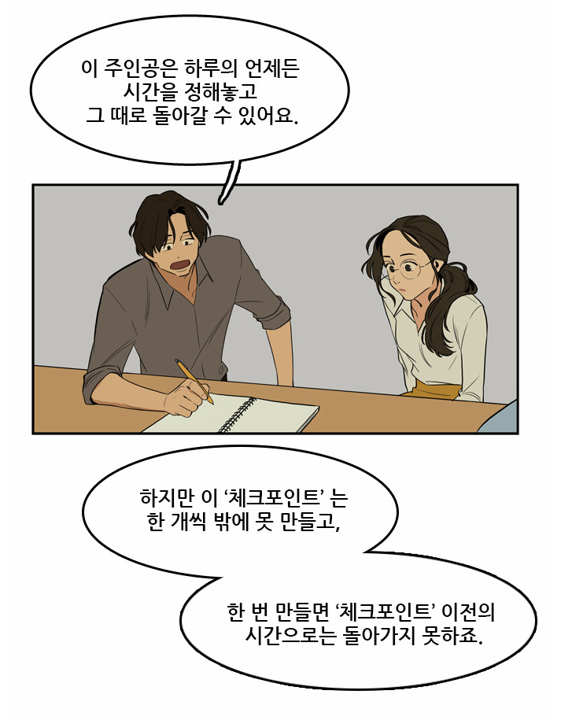 이 주인공은 하루의 언제든
시간을 정해놓고
그 때로 돌아갈 수 있어요.
하지만 이 ‘체크포인트’ 는
한 개씩 밖에 못 만들고,
한 번 만들면 ‘체크포인트’ 이전의
시간으로는 돌아가지 못하죠.